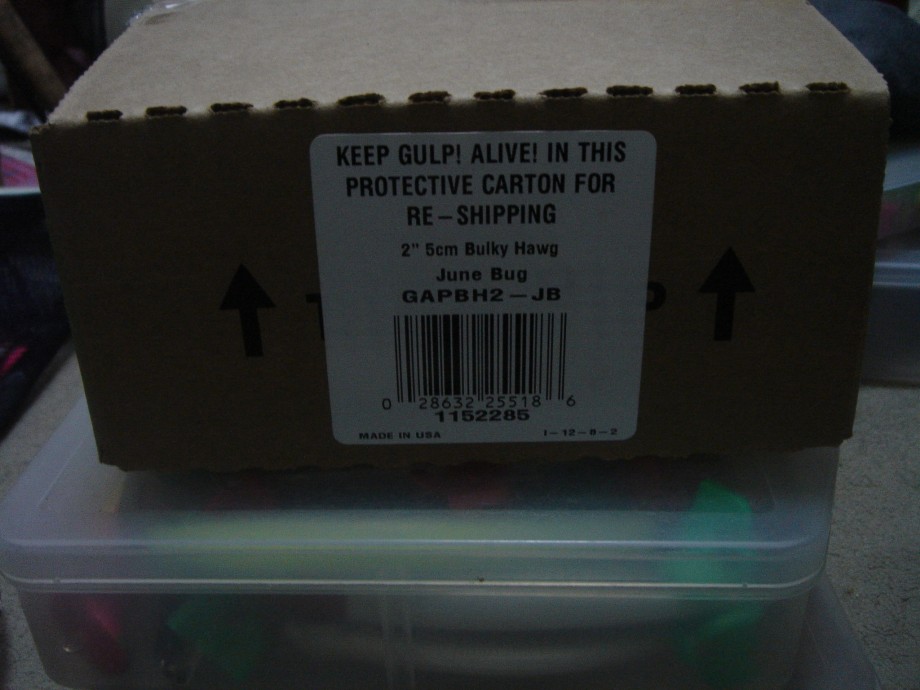 KEEP GULP! ALIVE! IN THIS
PROTECTIVE CARTON FOR
RE-SHIPPING
2" 5cm Bulky Hawg
June Bug
GAPBH2-JB
0 28632 25518 6
1152285
MADE IN USA 1-12-8-2